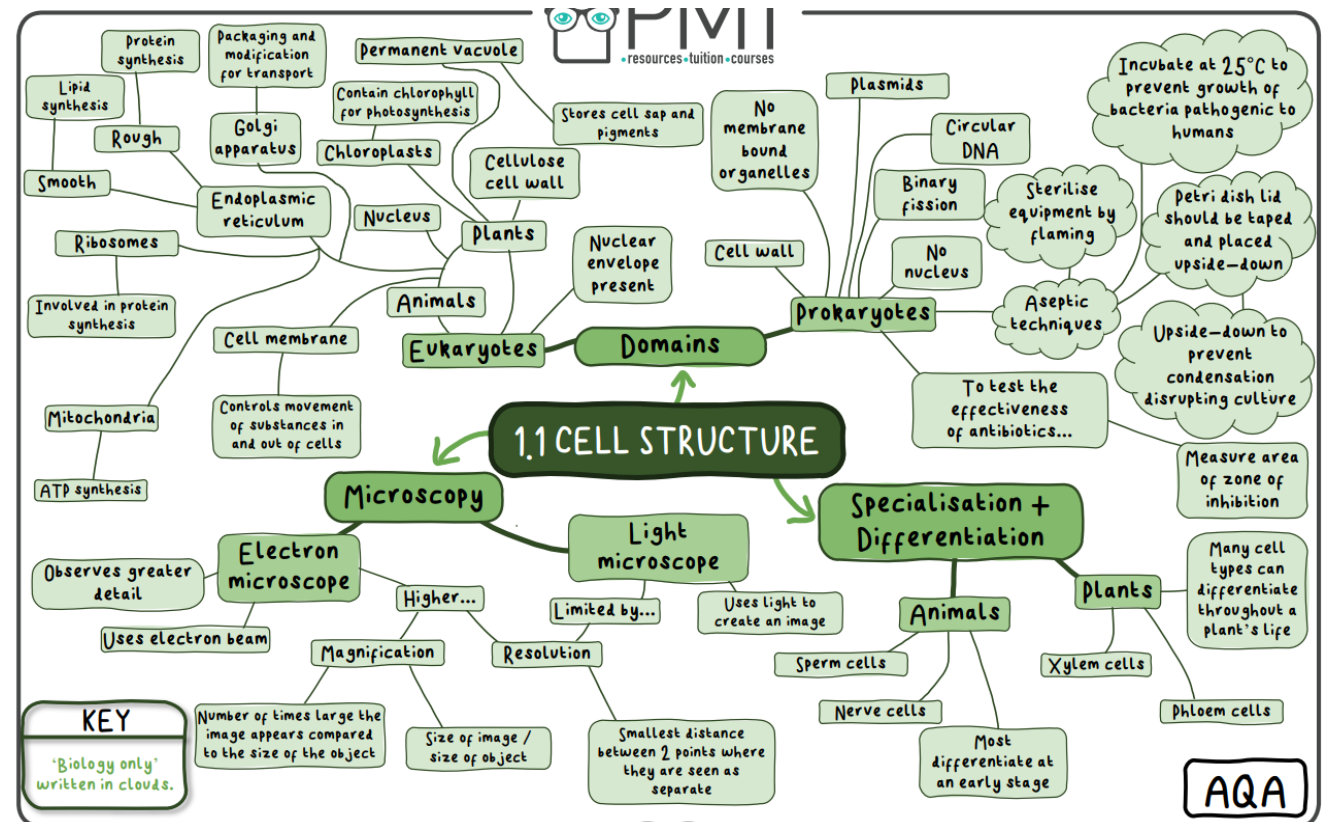 PMT
•resources•tuition•courses
Protein
synthesis
Packaging and
modification
for transport
Permanent vacuole
Lipid
synthesis
Contain chlorophyll
for photosynthesis
Stores cell sap and
pigments
Rough
Golgi
apparatus
Chloroplasts
Cellulose
cell wall
Smooth
Endoplasmic
reticulum
Nucleus
Plants
Ribosomes
Nuclear
envelope
present
Involved in protein
synthesis
Animals
Cell membrane
Eukaryotes
Controls movement
of substances in
and out of cells
Mitochondria
ATP synthesis
Domains
No
membrane
bound
organelles
Plasmids
Circular
DNA
Binary
fission
Cell wall
No
nucleus
Prokaryotes
Incubate at 25°C to
prevent growth of
bacteria pathogenic to
humans
Sterilise
equipment by
flaming
Petri dish lid
should be taped
and placed
upside-down
Aseptic
techniques
Upside-down to
prevent
condensation
disrupting culture
To test the
effectiveness
of antibiotics...
Measure area
of zone of
inhibition
1.1 CELL STRUCTURE
Microscopy
Electron
microscope
Light
microscope
Observes greater
detail
Uses electron beam
Higher...
Limited by...
Uses light to
create an image
Magnification
Resolution
Number of times large the
image appears compared
to the size of the object
Size of image /
size of object
Smallest distance
between 2 points where
they are seen as
separate
Specialisation +
Differentiation
Animals
Plants
Many cell
types can
differentiate
throughout a
plant's life
Sperm cells
Nerve cells
Most
differentiate at
an early stage
Xylem cells
Phloem cells
KEY
'Biology only'
written in clouds.
AQA